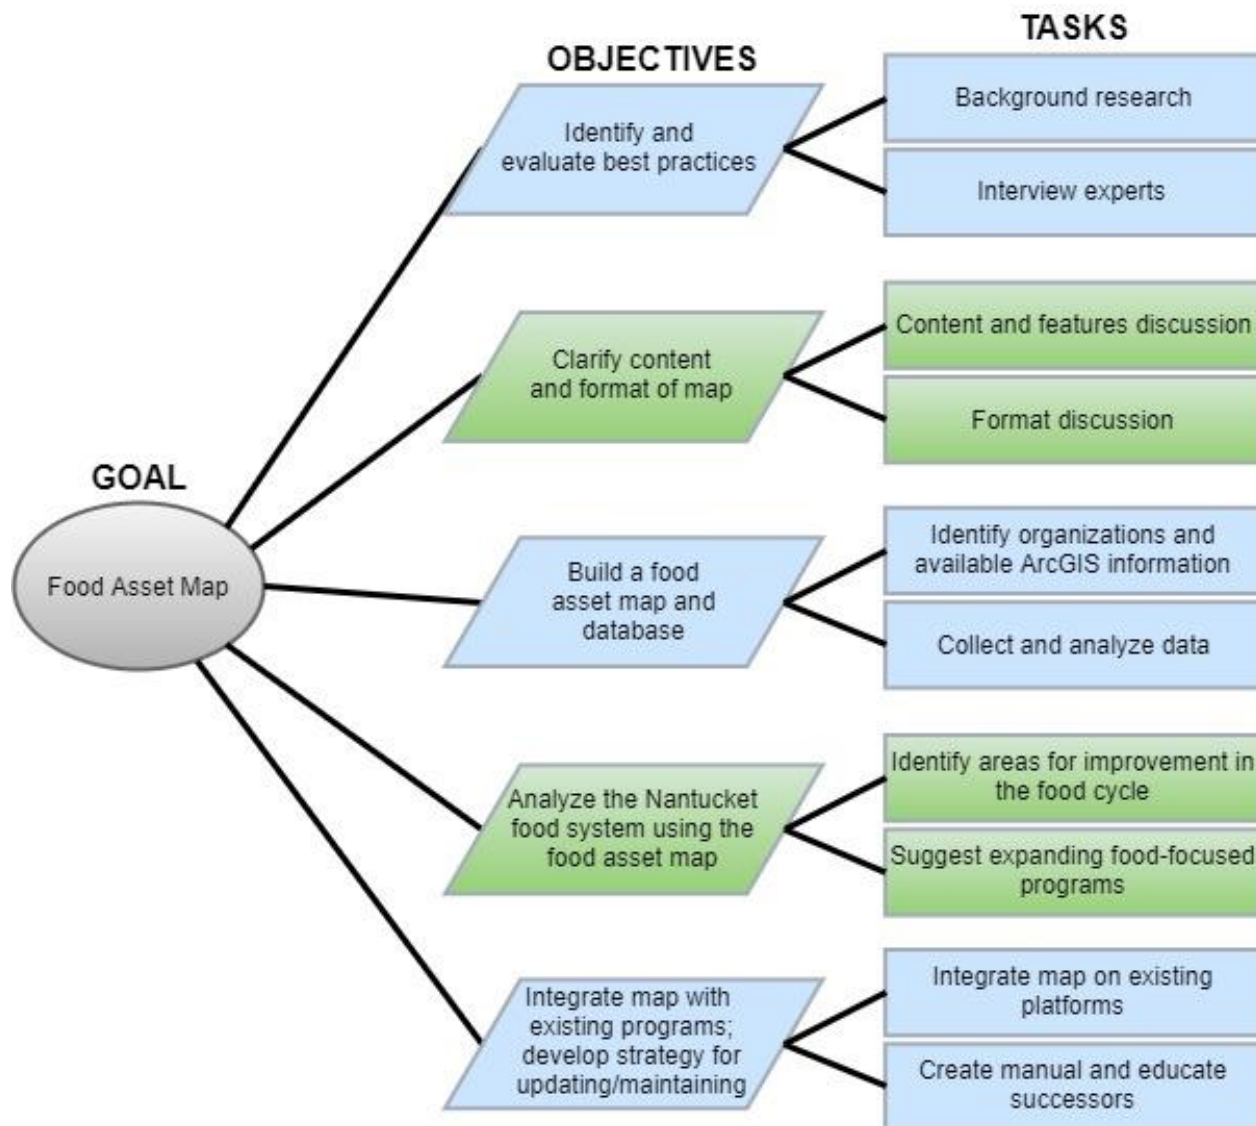 TASKS
OBJECTIVES
Background research
Identify and
evaluate best practices
Interview experts
Content and features discussion
Clarify content
and format of map
Format discussion
GOAL
Food Asset Map
Identify organizations and
available ArcGIS information
Build a food
asset map and
database
Collect and analyze data
Identify areas for improvement in
the food cycle
Analyze the Nantucket
food system using the
food asset map
Suggest expanding food-focused
programs
Integrate map on existing
platforms
Integrate map with
existing programs;
develop strategy for
updating/maintaining
Create manual and educate
successors